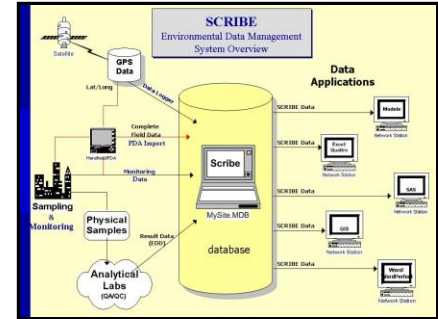 SCRIBE
Environmental Data Management
System Overview
Satellite
GPS
Data
Data Logger
Lat/Long
Data
Applications
SCRIBE Data
Models
Network Station
Complete
Field Data
PDA Import
Handheld/PDA
SCRIBE Data
Excel
Quattro
Network Station
Monitoring
Data
Scribe
MySite.MDB
database
SCRIBE Data
SAS
Network Station
Sampling
&
Monitoring
Physical
Samples
Result Data
(EDD)
SCRIBE Data
GIS
Network Station
Analytical
Labs
(QA/QC)
SCRIBE Data
Word/
WordPerfect
Network Station